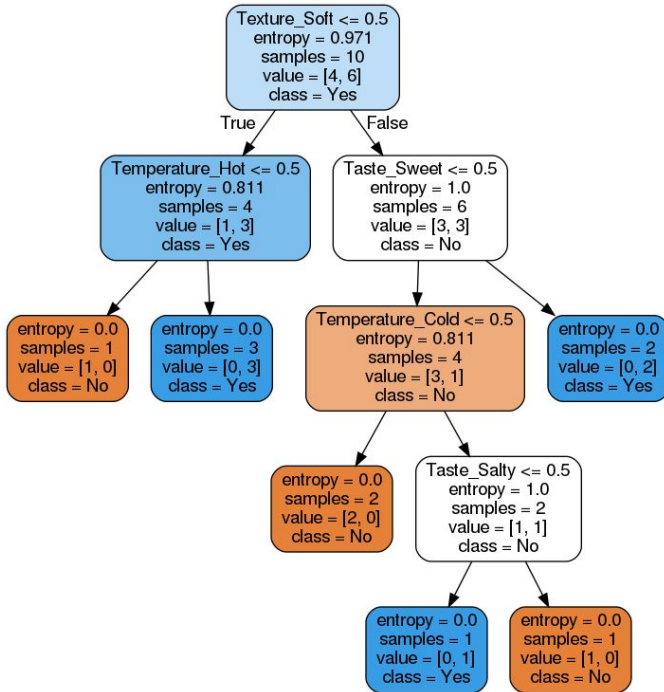 Texture_Soft <= 0.5
entropy = 0.971
samples = 10
value = [4, 6]
class = Yes
True
False
Temperature_Hot <= 0.5
entropy = 0.811
samples = 4
value = [1, 3]
class = Yes
Taste_Sweet <= 0.5
entropy = 1.0
samples = 6
value = [3, 3]
class = No
entropy = 0.0
samples = 1
value = [1, 0]
class = No
entropy = 0.0
samples = 3
value = [0, 3]
class = Yes
Temperature_Cold <= 0.5
entropy = 0.811
samples = 4
value = [3, 1]
class = No
entropy = 0.0
samples = 2
value = [0, 2]
class = Yes
entropy = 0.0
samples = 2
value = [2, 0]
class = No
Taste_Salty <= 0.5
entropy = 1.0
samples = 2
value = [1, 1]
class = No
entropy = 0.0
samples = 1
value = [0, 1]
class = Yes
entropy = 0.0
samples = 1
value = [1, 0]
class = No